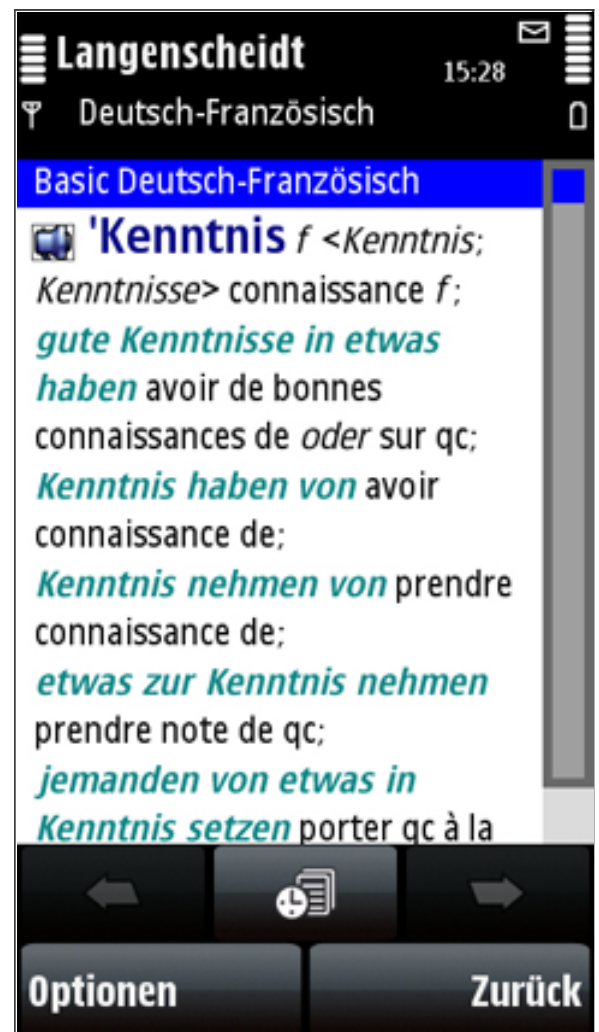 Langenscheidt
15:28
Deutsch-Französisch
Basic Deutsch-Französisch
'Kenntnis f <Kenntnis;
Kenntnisse> connaissance f;
gute Kenntnisse in etwas
haben avoir de bonnes
connaissances de oder sur qc;
Kenntnis haben von avoir
connaissance de;
Kenntnis nehmen von prendre
connaissance de;
etwas zur Kenntnis nehmen
prendre note de qc;
jemanden von etwas in
Kenntnis setzen porter qc à la
Optionen
Zurück